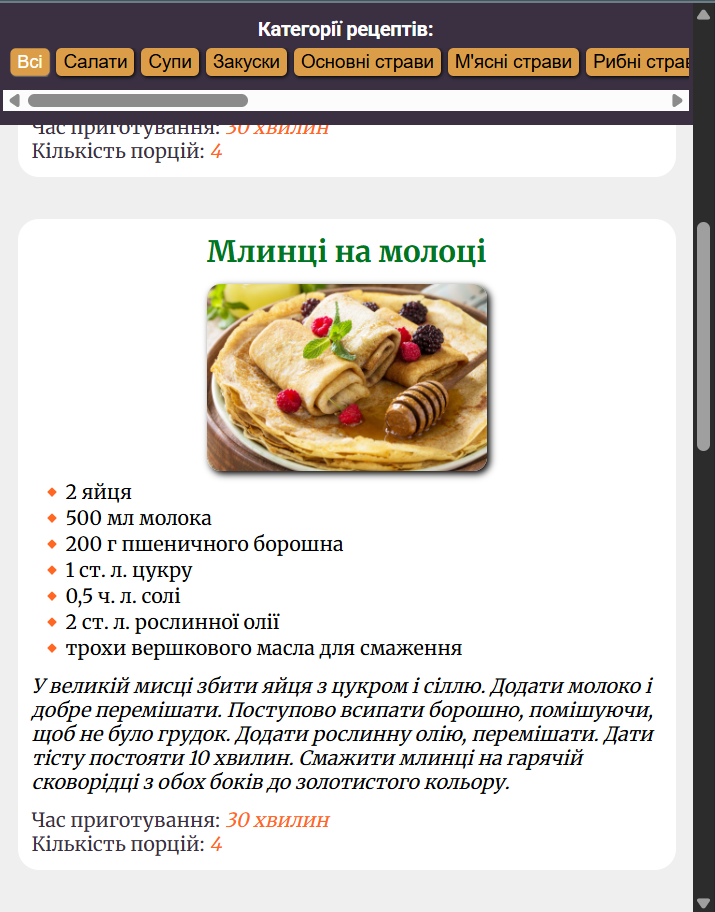 Категорії рецептів:
Всі Салати Супи Закуски Основні страви М'ясні страви Рибні
Час приготування: 30 хвилин
Кількість порцій: 4
Млинці на молоці
2 яйця
500 мл молока
200 г пшеничного борошна
1 ст. л. цукру
0,5 ч. л. солі
2 ст. л. рослинної олії
трохи вершкового масла для смаження
У великій мисці збити яйця з цукром і сіллю. Додати молоко і
добре перемішати. Поступово всипати борошно, помішуючи,
щоб не було грудок. Додати рослинну олію, перемішати. Дати
тісту постояти 10 хвилин. Смажити млинці на гарячій
сковорідці з обох боків до золотистого кольору.
Час приготування: 30 хвилин
Кількість порцій: 4